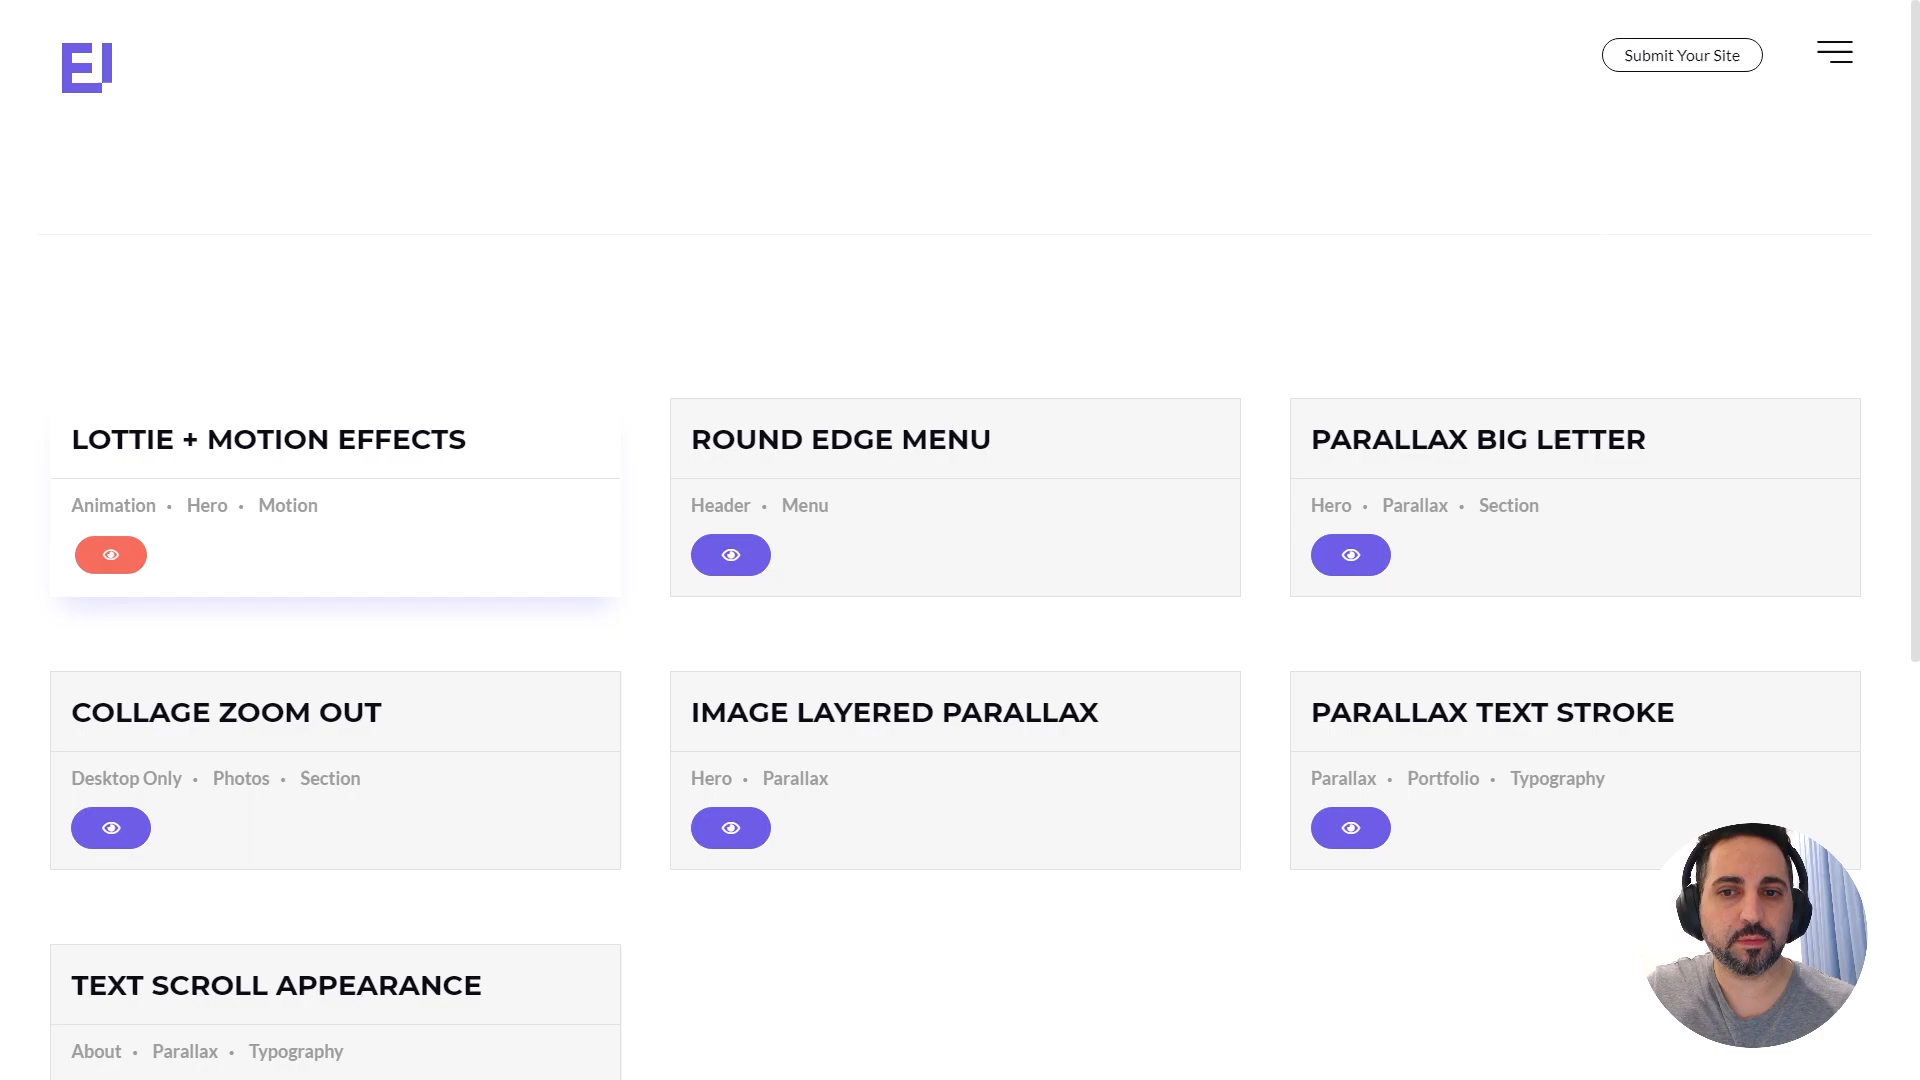 EI
Submit Your Site
LOTTIE + MOTION EFFECTS
Animation • Hero • Motion
ROUND EDGE MENU
Header • Menu
PARALLAX BIG LETTER
Hero • Parallax • Section
COLLAGE ZOOM OUT
Desktop Only • Photos • Section
IMAGE LAYERED PARALLAX
Hero • Parallax
PARALLAX TEXT STROKE
Parallax • Portfolio • Typography
TEXT SCROLL APPEARANCE
About • Parallax • Typography